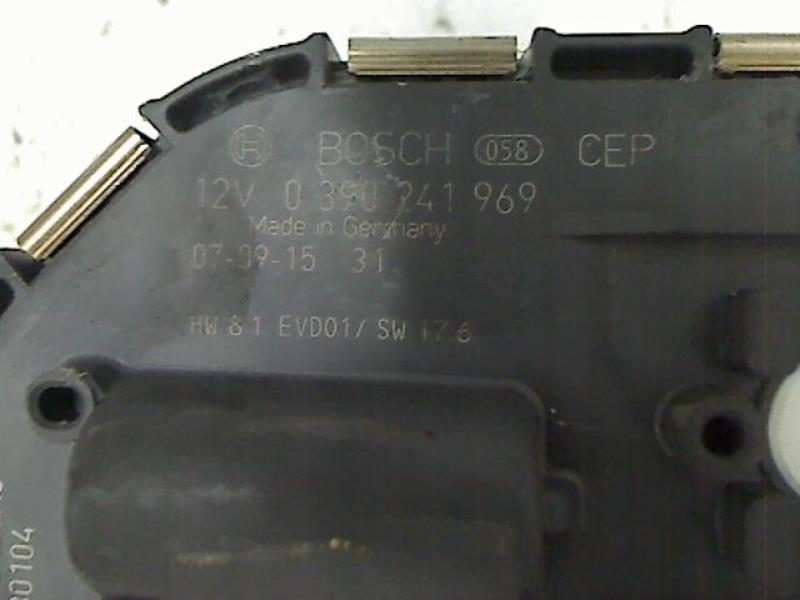 BOSCH 058 CEP
12V 0 390 241 969
Made in Germany
07-09-15 31
HW 8 1 EVD01/ SW 17.6